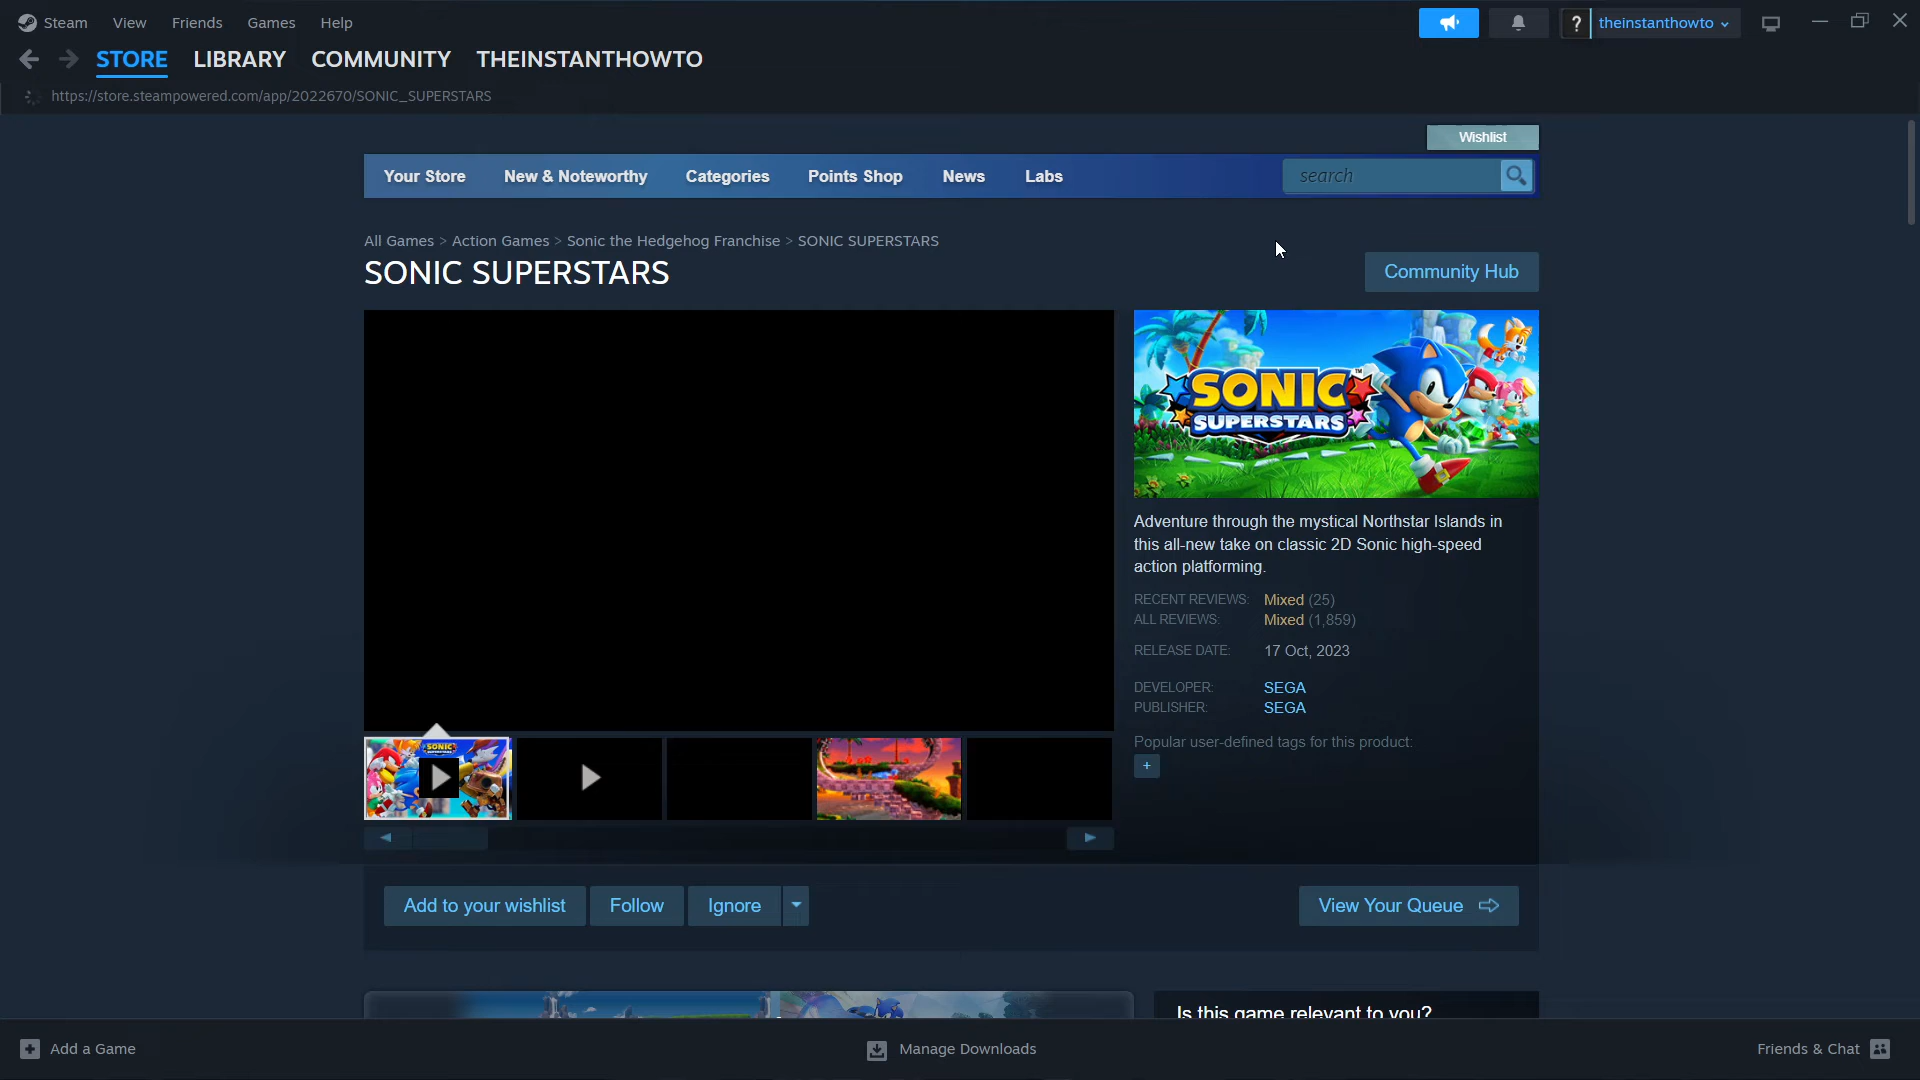 Steam View Friends Games Help
? theinstanthowto
STORE LIBRARY COMMUNITY THEINSTANTHOWTO
https://store.steampowered.com/app/2022670/SONIC_SUPERSTARS
Wishlist
Your Store New & Noteworthy Categories Points Shop News Labs search
All Games > Action Games > Sonic the Hedgehog Franchise > SONIC SUPERSTARS
SONIC SUPERSTARS
Community Hub
SONIC™
SUPERSTARS
Adventure through the mystical Northstar Islands in
this all-new take on classic 2D Sonic high-speed
action platforming.
RECENT REVIEWS: Mixed (25)
ALL REVIEWS: Mixed (1,859)
RELEASE DATE: 17 Oct, 2023
DEVELOPER: SEGA
PUBLISHER: SEGA
Popular user-defined tags for this product:
+
SONIC
Add to your wishlist Follow Ignore View Your Queue
Is this game relevant to you?
Add a Game Manage Downloads Friends & Chat